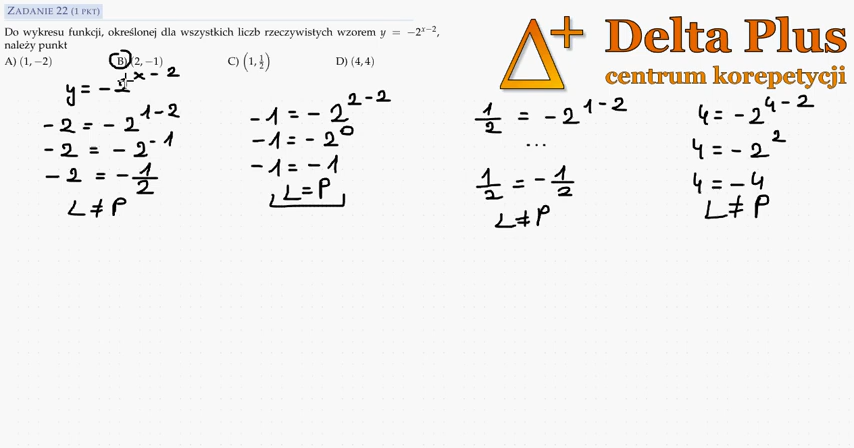 ZADANIE 22 (1 PKT)
Do wykresu funkcji, określonej dla wszystkich liczb rzeczywistych wzorem y = −2^{x−2},
należy punkt
A) (1, −2) B) (2, −1) C) (1, 1/2) D) (4, 4)
Delta Plus
centrum korepetycji
y = −2^{x−2}
−2 = −2^{1−2}
−2 = −2^{−1}
−2 = −1/2
L ≠ P
−1 = −2^{2−2}
−1 = −2^0
−1 = −1
L = P
1/2 = −2^{1−2}
...
1/2 = −1/2
L ≠ P
4 = −2^{4−2}
4 = −2^2
4 = −4
L ≠ P